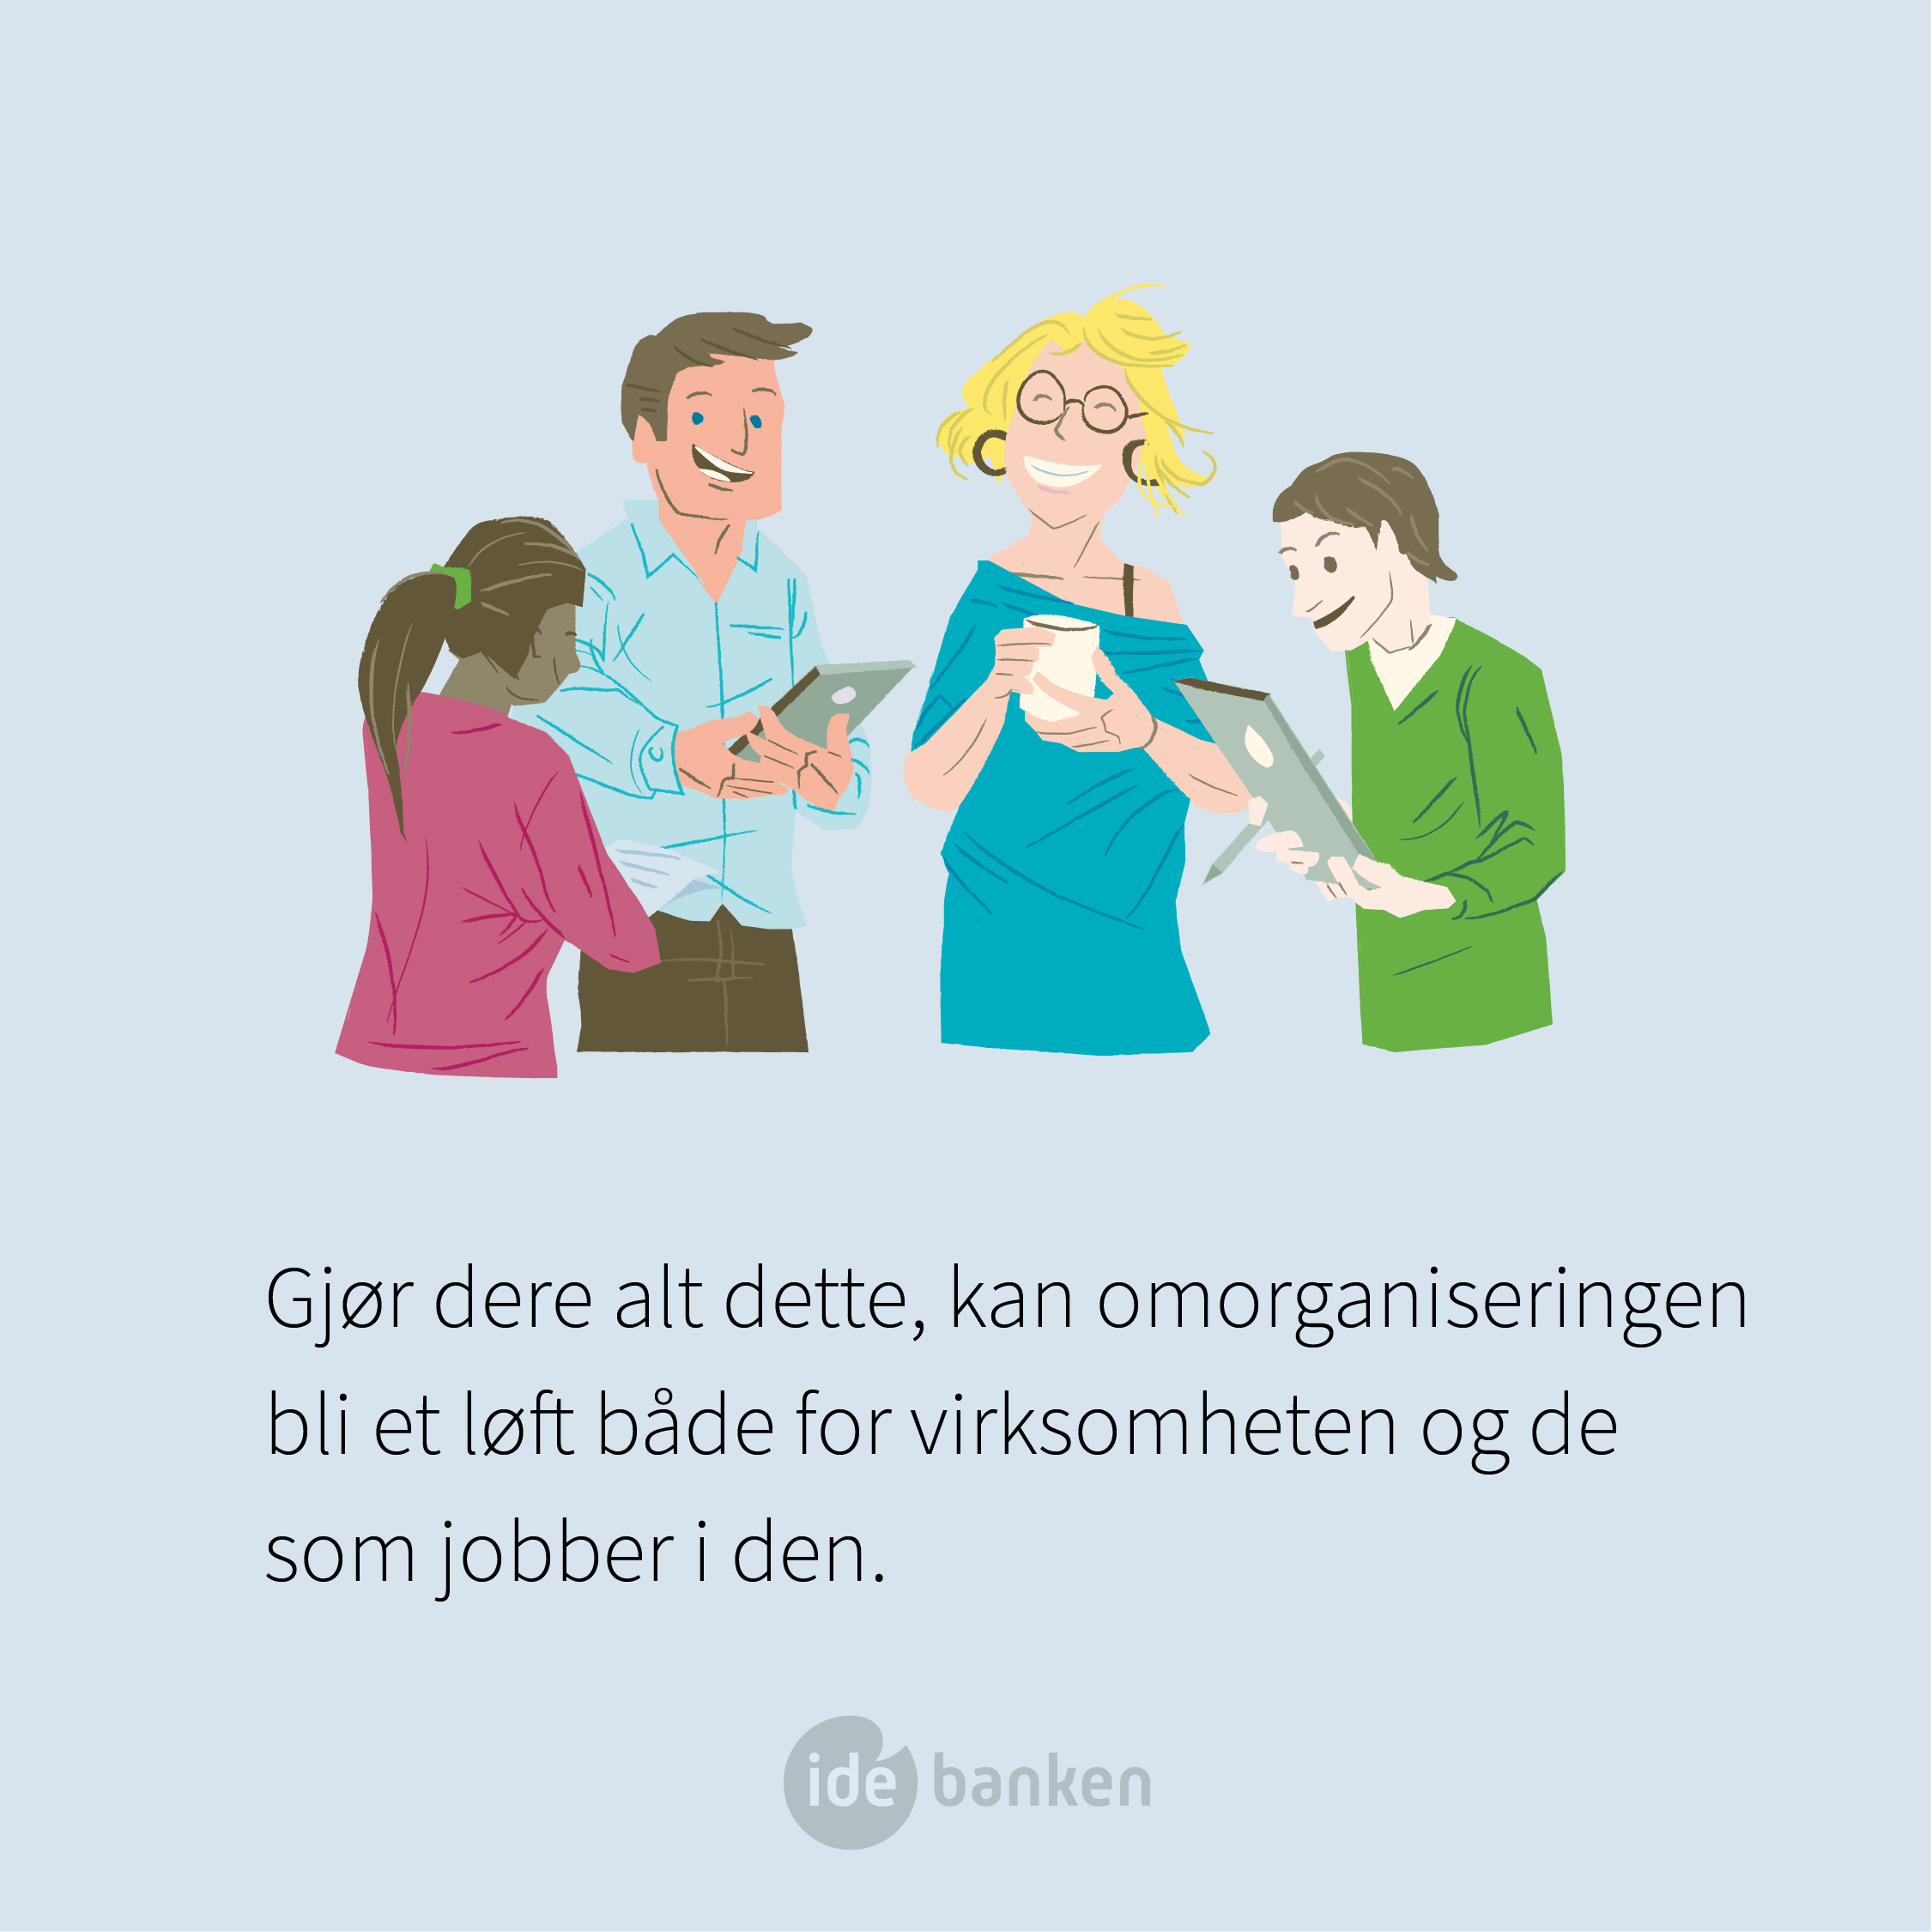 Gjør dere alt dette, kan omorganiseringen
bli et løft både for virksomheten og de
som jobber i den.
ide banken